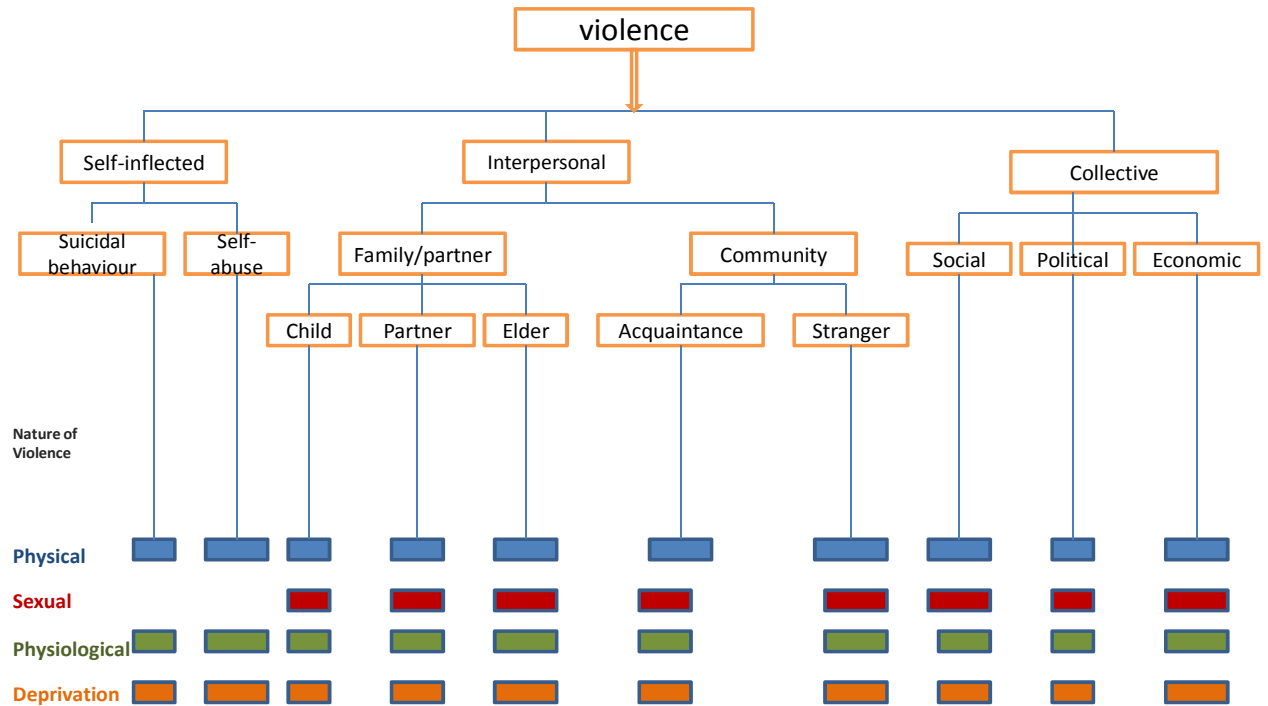 violence
Self-inflected
Interpersonal
Collective
Suicidal
behaviour
Self-
abuse
Family/partner
Community
Social
Political
Economic
Child
Partner
Elder
Acquaintance
Stranger
Nature of
Violence
Physical
Sexual
Physiological
Deprivation